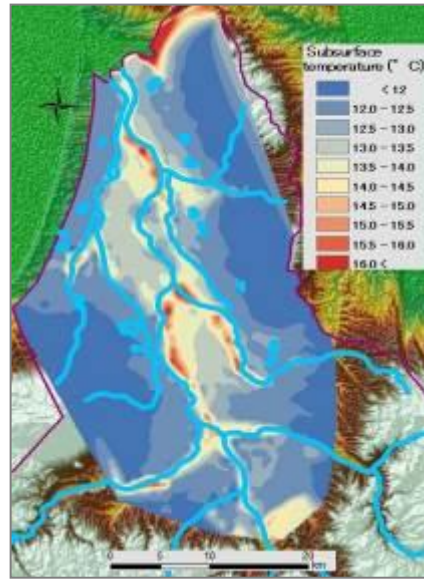 Subsurface
temperature (° C)
< 12
12.0 – 12.5
12.5 – 13.0
13.0 – 13.5
13.5 – 14.0
14.0 – 14.5
14.5 – 15.0
15.0 – 15.5
15.5 – 16.0
16.0 <
0 5 10 20
km